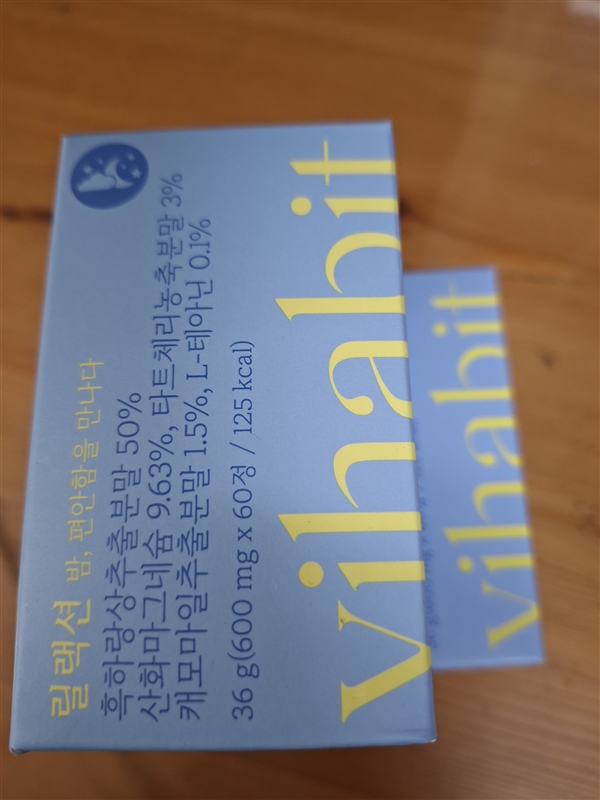 릴랙션 밤, 편안함을 만나다
흑하랑상추추출분말 50%
산화마그네슘 9.63%, 타트체리농축분말 3%
캐모마일추출분말 1.5%, L-테아닌 0.1%
36 g(600 mg x 60정 / 125 kcal)
vihabit
vihabit